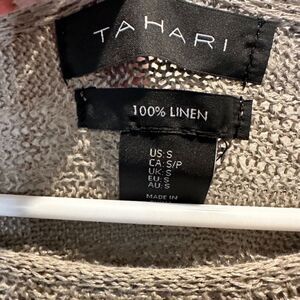 TAHARI
100% LINEN
US: S
CA: S/P
UK: S
EU: S
AU: S
MADE IN